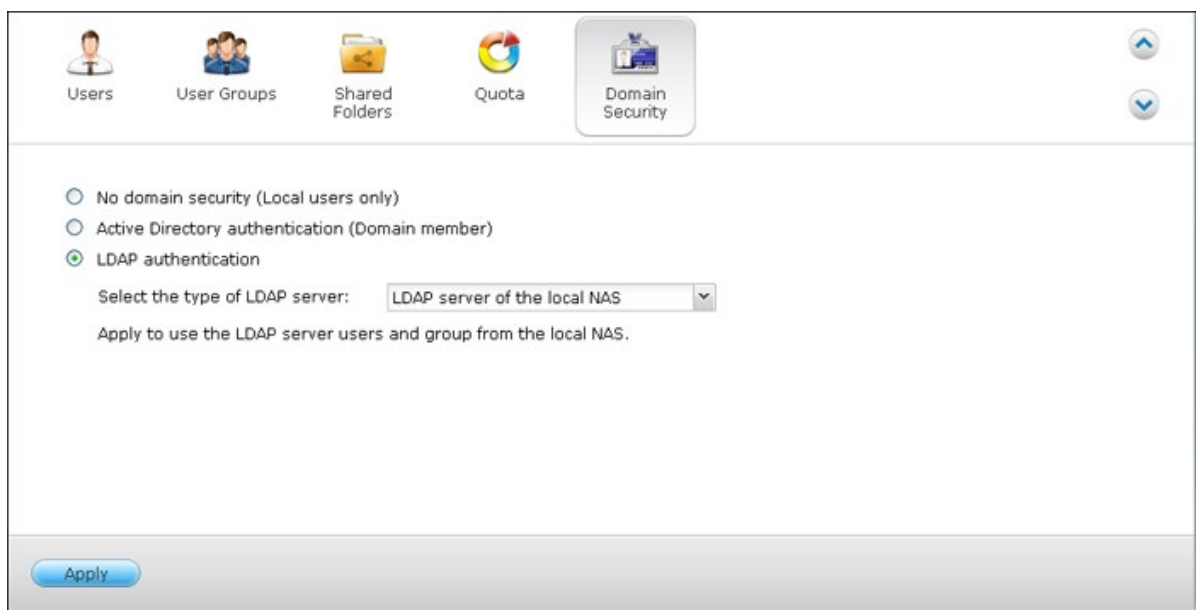 Users
User Groups
Shared
Folders
Quota
Domain
Security
No domain security (Local users only)
Active Directory authentication (Domain member)
LDAP authentication
Select the type of LDAP server: LDAP server of the local NAS
Apply to use the LDAP server users and group from the local NAS.
Apply